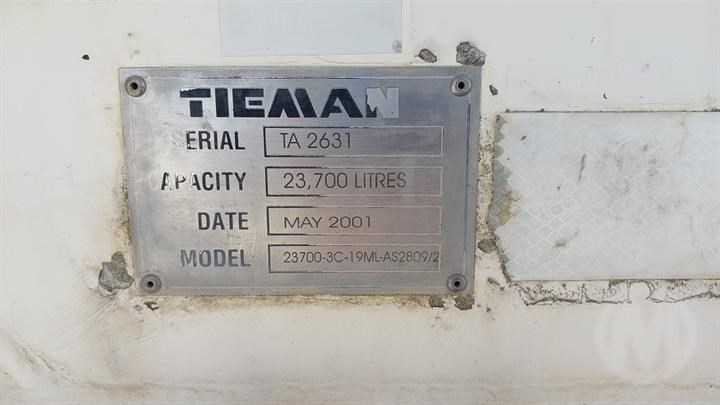 TIEMAN
SERIAL TA 2631
APACITY 23,700 LITRES
DATE MAY 2001
MODEL 23700-3C-19ML-AS2809/2
M